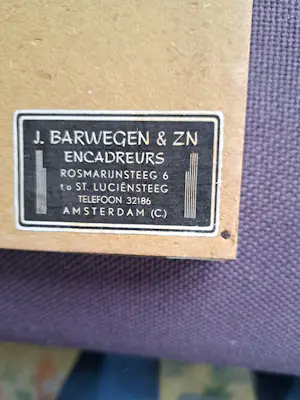 J. BARWEGEN & ZN
ENCADREURS
ROSMARIJNSTEEG 6
t.o ST. LUCIËNSTEEG
TELEFOON 32186
AMSTERDAM (C.)